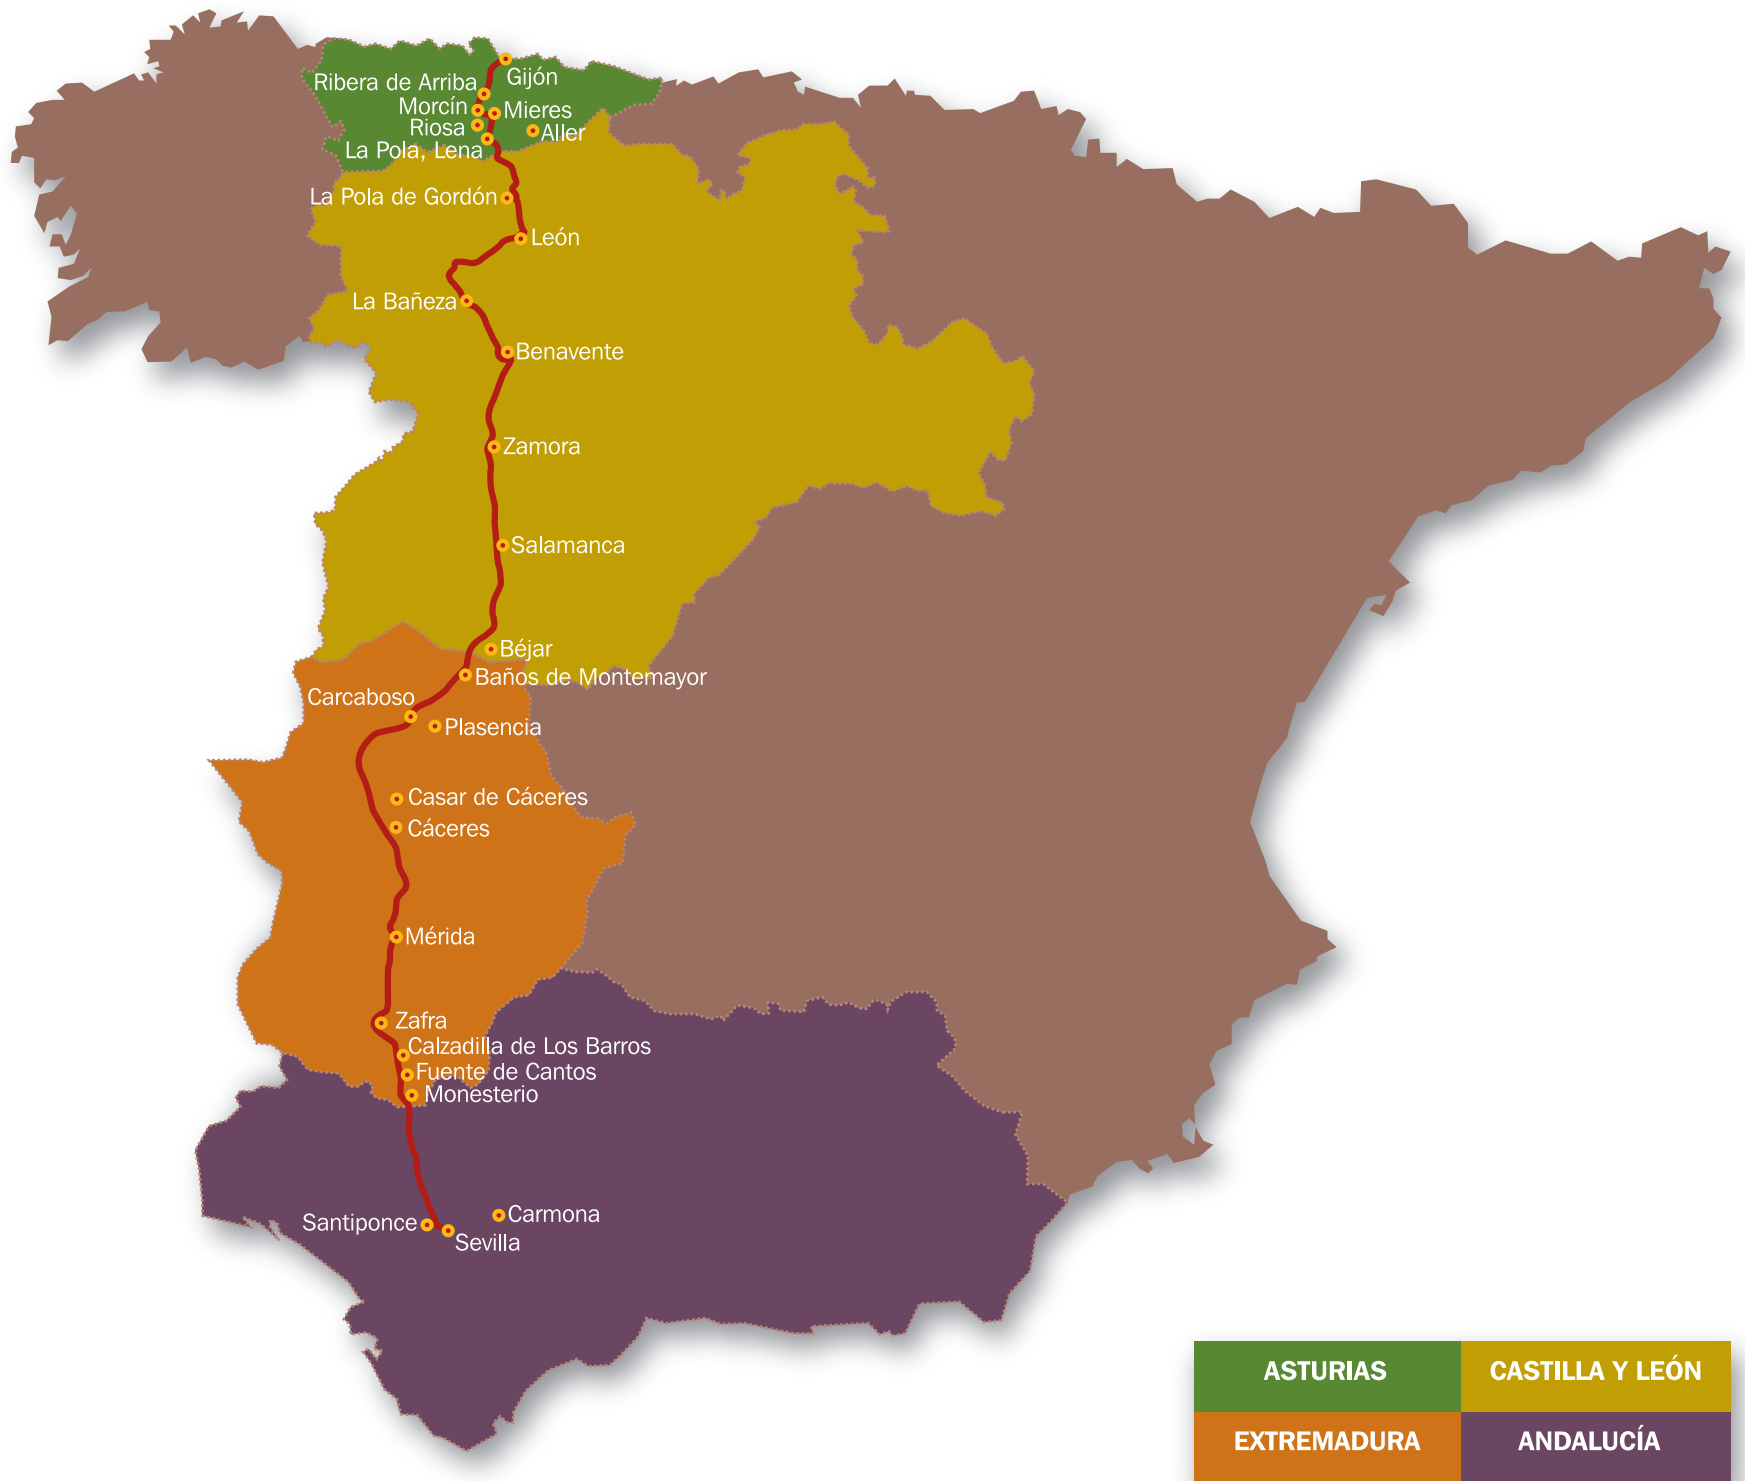 Gijón
Ribera de Arriba
Morcín
Mieres
Riosa
Aller
La Pola, Lena
La Pola de Gordón
León
La Bañeza
Benavente
Zamora
Salamanca
Béjar
Baños de Montemayor
Carcaboso
Plasencia
Casar de Cáceres
Cáceres
Mérida
Zafra
Calzadilla de Los Barros
Fuente de Cantos
Monesterio
Carmona
Santiponce
Sevilla
ASTURIAS
CASTILLA Y LEÓN
EXTREMADURA
ANDALUCÍA